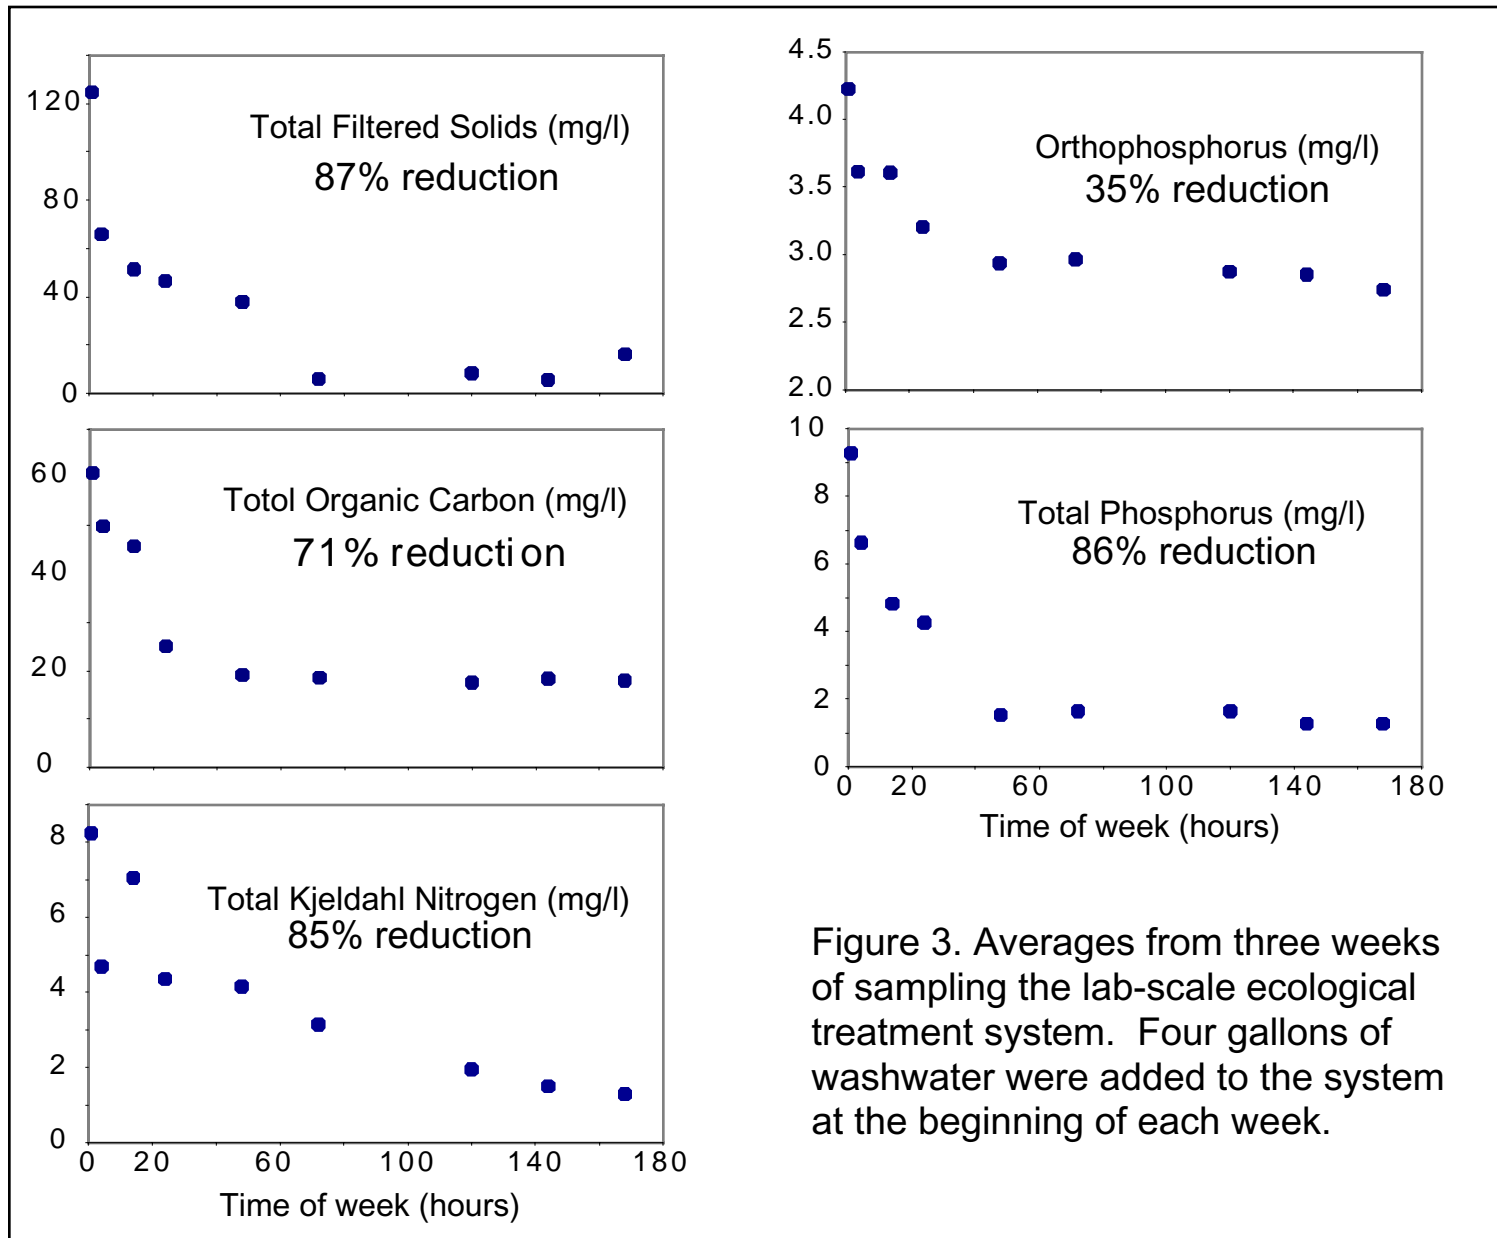 120
80
40
0
Total Filtered Solids (mg/l)
87% reduction
60
40
20
0
Totol Organic Carbon (mg/l)
71% reduction
8
6
4
2
0
Total Kjeldahl Nitrogen (mg/l)
85% reduction
0 20 60 100 140 180
Time of week (hours)
4.5
4.0
3.5
3.0
2.5
2.0
Orthophosphorus (mg/l)
35% reduction
10
8
6
4
2
0
Total Phosphorus (mg/l)
86% reduction
0 20 60 100 140 180
Time of week (hours)
Figure 3. Averages from three weeks
of sampling the lab-scale ecological
treatment system. Four gallons of
washwater were added to the system
at the beginning of each week.